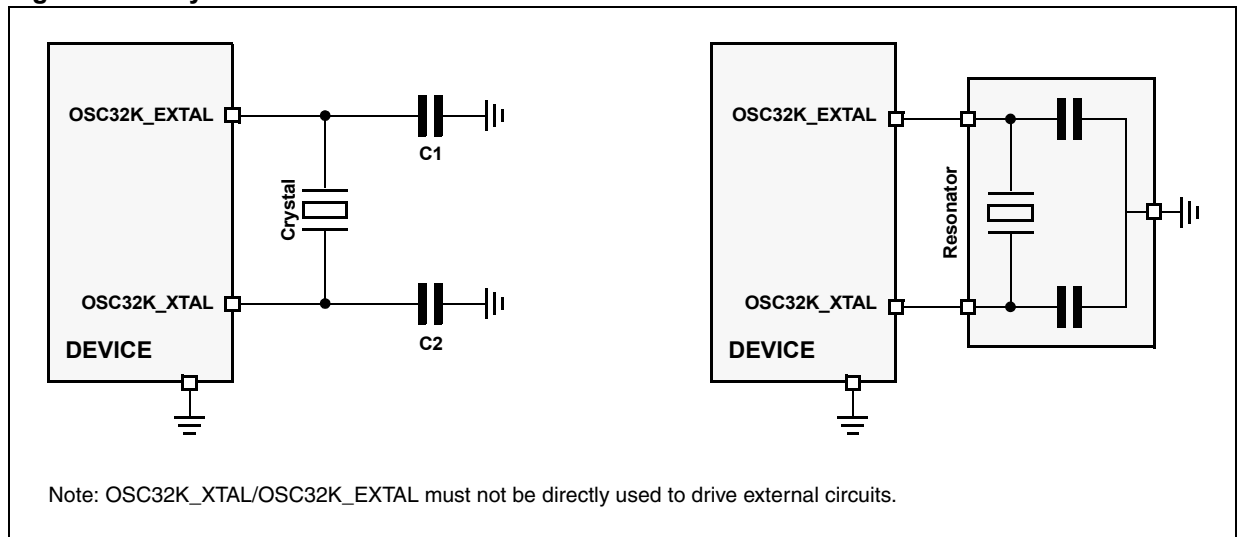 OSC32K_EXTAL
C1
Crystal
OSC32K_XTAL
C2
DEVICE
OSC32K_EXTAL
Resonator
OSC32K_XTAL
DEVICE
Note: OSC32K_XTAL/OSC32K_EXTAL must not be directly used to drive external circuits.